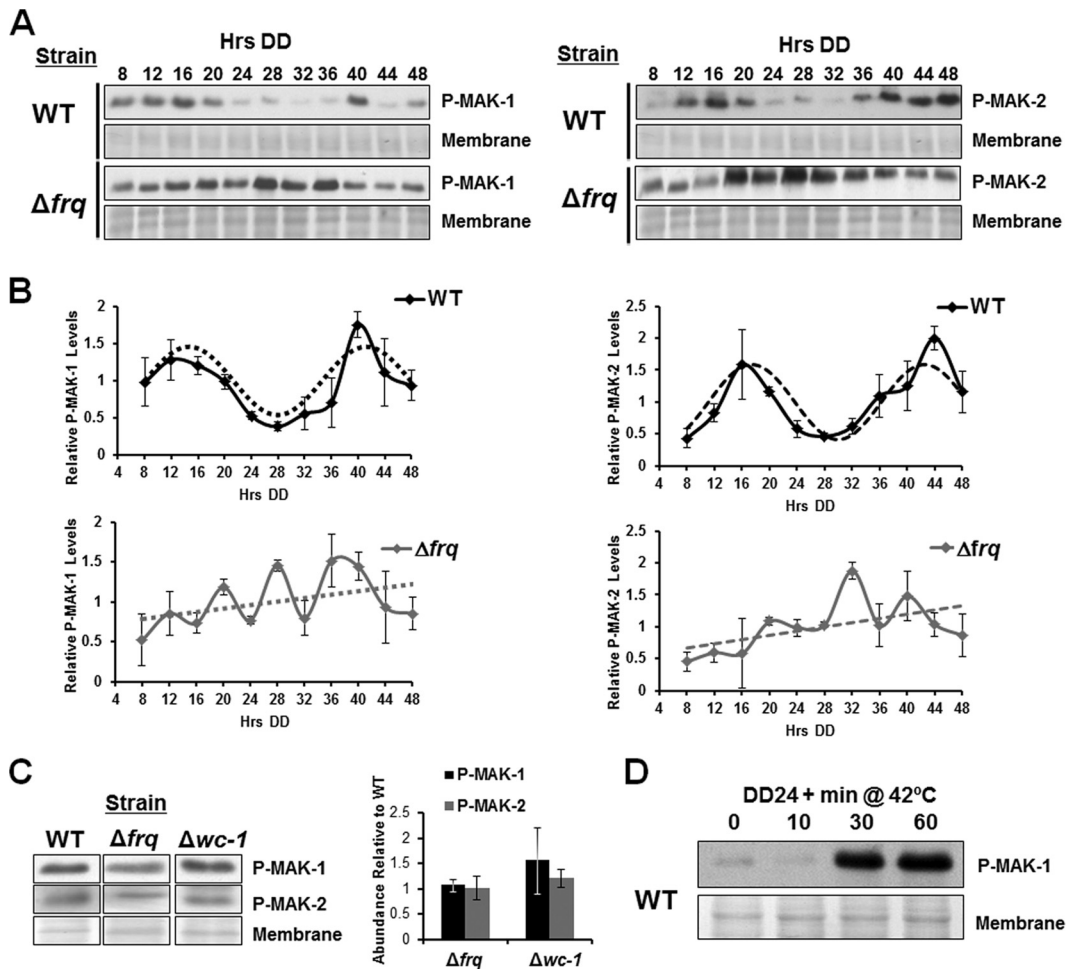 A
Hrs DD
Strain
8 12 16 20 24 28 32 36 40 44 48
WT
P-MAK-1
Membrane
Δfrq
P-MAK-1
Membrane
Hrs DD
Strain
8 12 16 20 24 28 32 36 40 44 48
WT
P-MAK-2
Membrane
Δfrq
P-MAK-2
Membrane
B
Relative P-MAK-1 Levels
2
1.5
1
0.5
0
4 8 12 16 20 24 28 32 36 40 44 48
Hrs DD
WT
Relative P-MAK-2 Levels
2.5
2
1.5
1
0.5
0
4 8 12 16 20 24 28 32 36 40 44 48
Hrs DD
WT
Relative P-MAK-1 Levels
2
1.5
1
0.5
0
4 8 12 16 20 24 28 32 36 40 44 48
Hrs DD
Δfrq
Relative P-MAK-2 Levels
2.5
2
1.5
1
0.5
0
4 8 12 16 20 24 28 32 36 40 44 48
Hrs DD
Δfrq
C
Strain
WT Δfrq Δwc-1
P-MAK-1
P-MAK-2
Membrane
P-MAK-1
P-MAK-2
Abundance Relative to WT
2.5
2
1.5
1
0.5
0
Δfrq Δwc-1
D
DD24 + min @ 42ºC
0 10 30 60
WT
P-MAK-1
Membrane